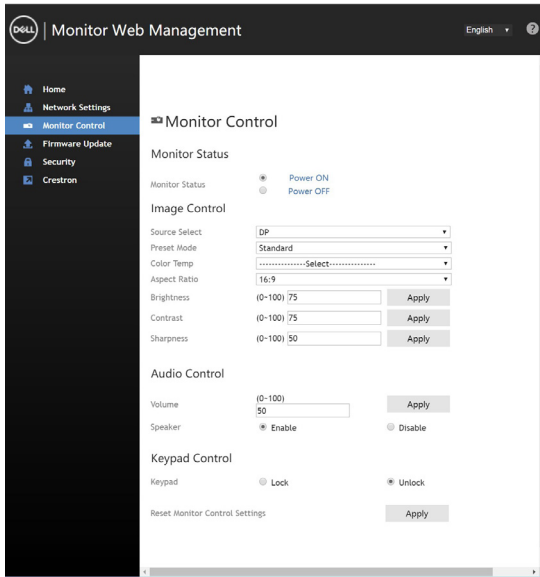 DELL | Monitor Web Management
English
?
Home
Network Settings
Monitor Control
Firmware Update
Security
Crestron
Monitor Control
Monitor Status
Monitor Status
Power ON
Power OFF
Image Control
Source Select DP
Preset Mode Standard
Color Temp ---------------Select---------------
Aspect Ratio 16:9
Brightness (0~100) 75 Apply
Contrast (0~100) 75 Apply
Sharpness (0~100) 50 Apply
Audio Control
(0~100)
Volume 50 Apply
Speaker Enable Disable
Keypad Control
Keypad Lock Unlock
Reset Monitor Control Settings Apply